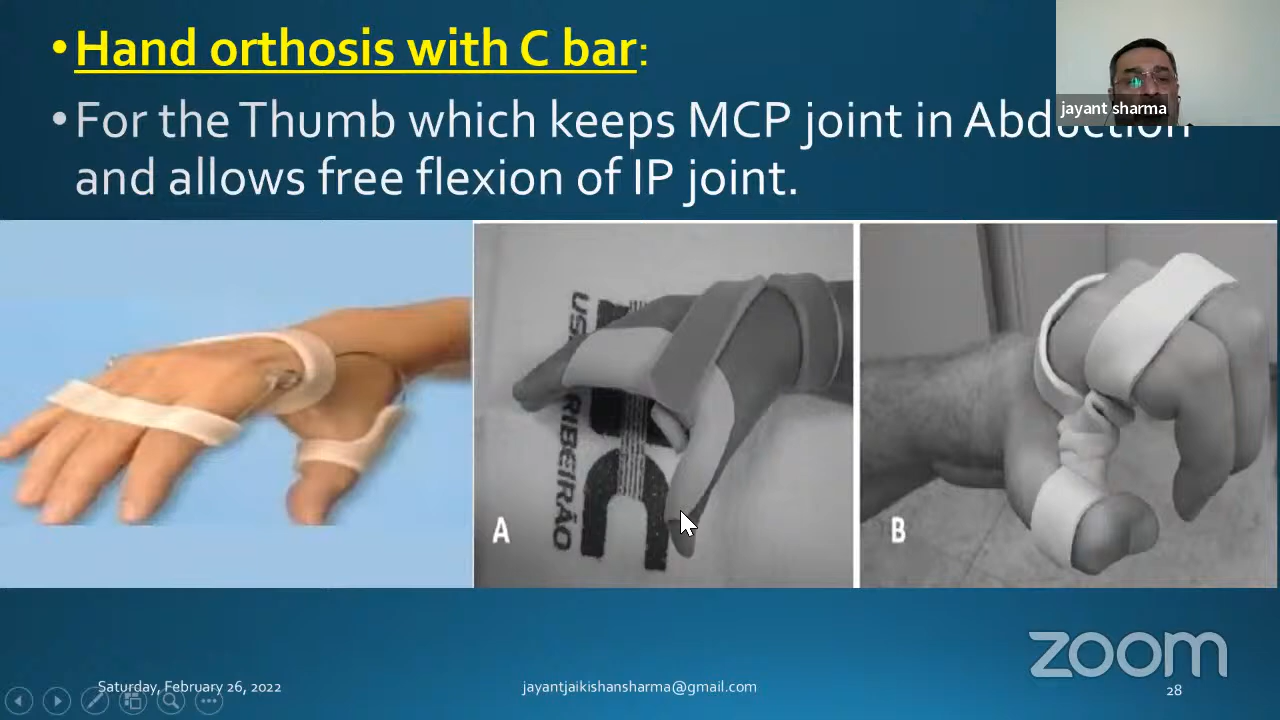 •Hand orthosis with C bar:
jayant sharma
•For the Thumb which keeps MCP joint in Abduction
and allows free flexion of IP joint.
US
RIBEIRÃO
A
B
zoom
Saturday, February 26, 2022
jayantjaikishansharma@gmail.com
28